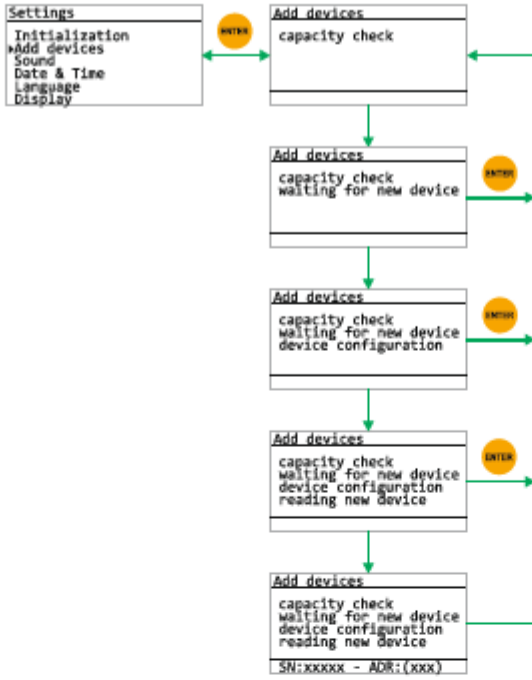 Settings
Initialization
Add devices
Sound
Date & Time
Language
Display
ENTER
Add devices
capacity check
Add devices
capacity check
waiting for new device
ENTER
Add devices
capacity check
waiting for new device
device configuration
ENTER
Add devices
capacity check
waiting for new device
device configuration
reading new device
ENTER
Add devices
capacity check
waiting for new device
device configuration
reading new device
SN:xxxxx - ADR:(xxx)